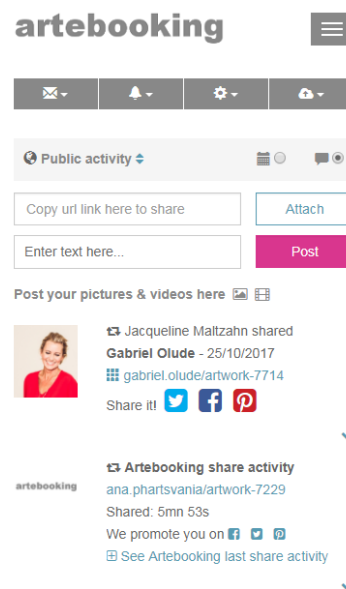 artebooking
Public activity
Copy url link here to share
Attach
Enter text here...
Post
Post your pictures & videos here
Jacqueline Maltzahn shared
Gabriel Olude - 25/10/2017
gabriel.olude/artwork-7714
Share it!
Artebooking share activity
artebooking
ana.phartsvania/artwork-7229
Shared: 5mn 53s
We promote you on
See Artebooking last share activity